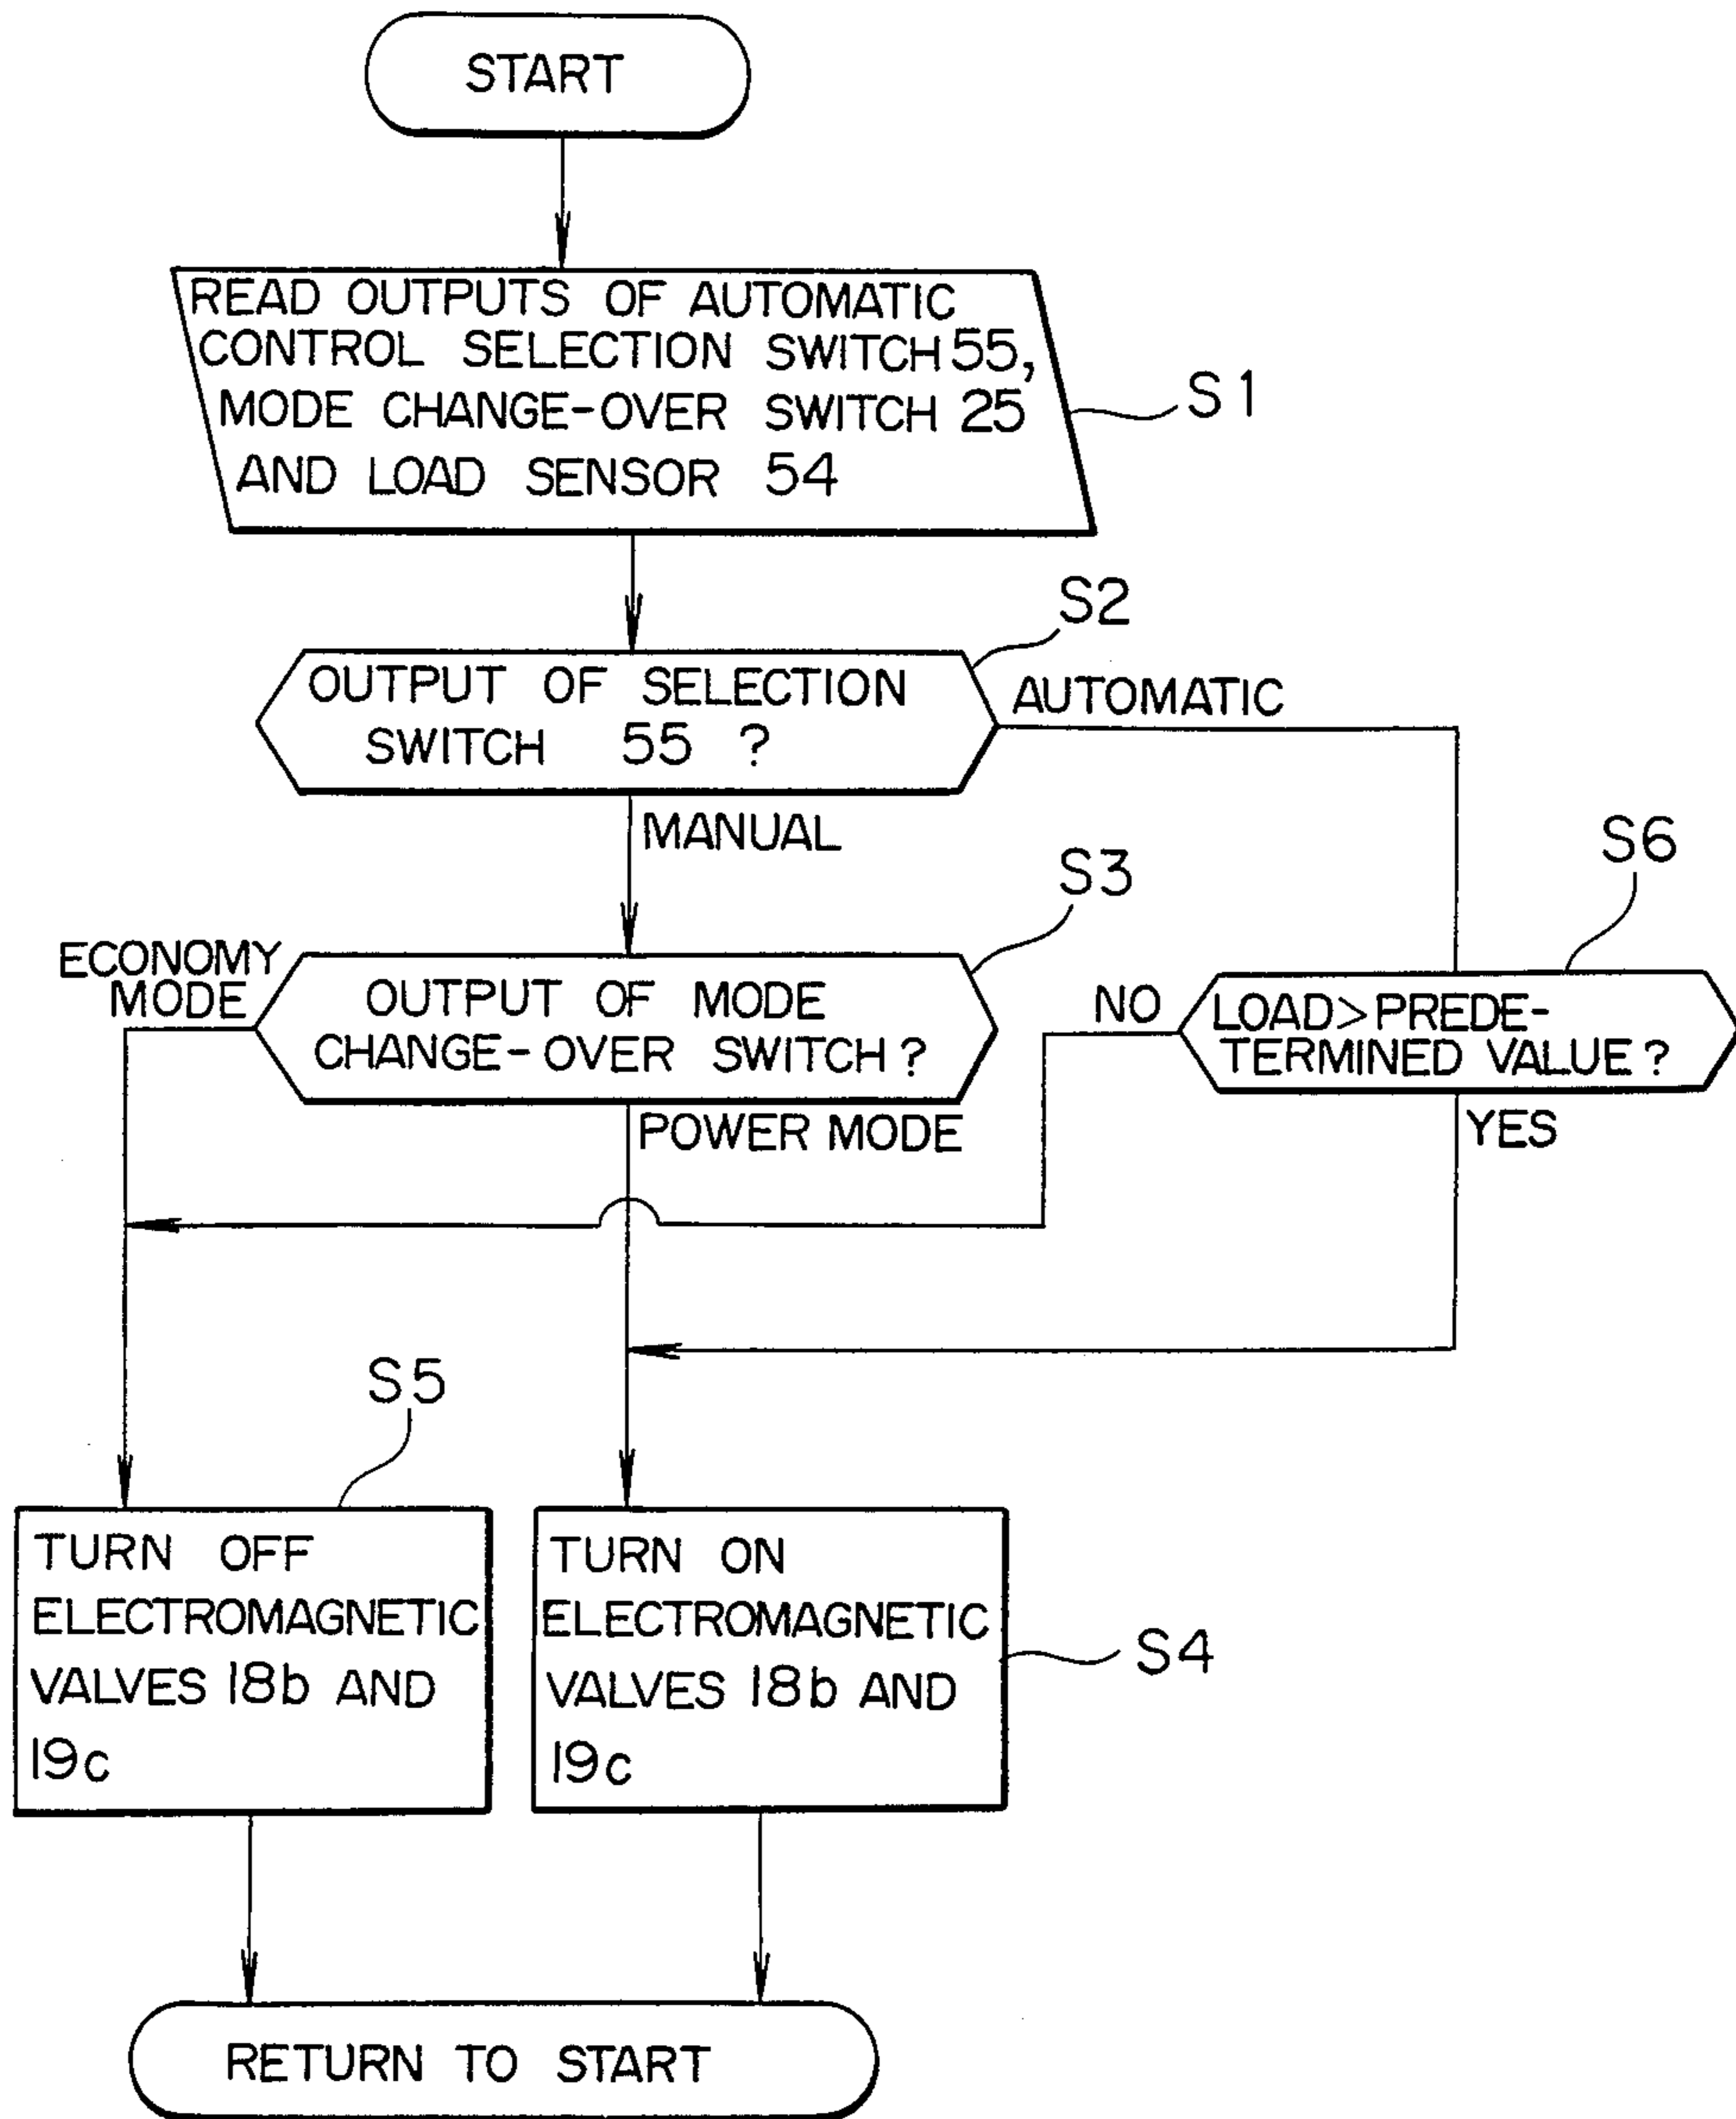 START
READ OUTPUTS OF AUTOMATIC
CONTROL SELECTION SWITCH 55,
MODE CHANGE-OVER SWITCH 25
AND LOAD SENSOR 54
S1
S2
OUTPUT OF SELECTION
SWITCH 55 ?
AUTOMATIC
MANUAL
S3
S6
ECONOMY
MODE
OUTPUT OF MODE
CHANGE-OVER SWITCH ?
NO
LOAD>PREDE-
TERMINED VALUE ?
POWER MODE
YES
S5
TURN OFF
ELECTROMAGNETIC
VALVES 18b AND
19c
TURN ON
ELECTROMAGNETIC
VALVES 18b AND
19c
S4
RETURN TO START